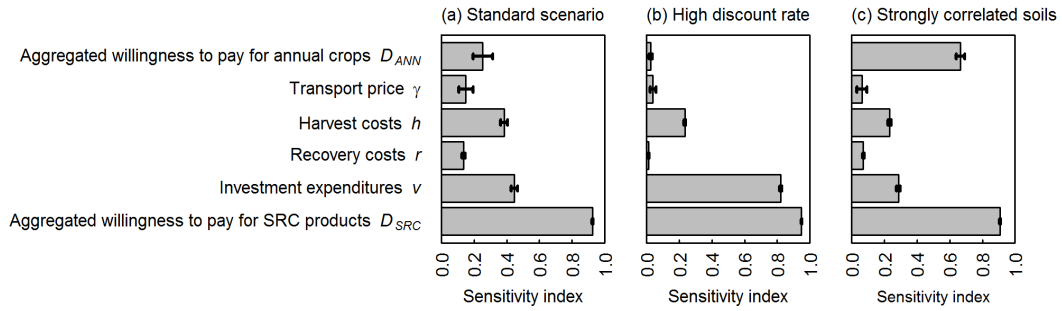 (a) Standard scenario
(b) High discount rate
(c) Strongly correlated soils
Aggregated willingness to pay for annual crops D_ANN
Transport price γ
Harvest costs h
Recovery costs r
Investment expenditures v
Aggregated willingness to pay for SRC products D_SRC
0.0 0.2 0.4 0.6 0.8 1.0
0.0 0.2 0.4 0.6 0.8 1.0
0.0 0.2 0.4 0.6 0.8 1.0
Sensitivity index
Sensitivity index
Sensitivity index